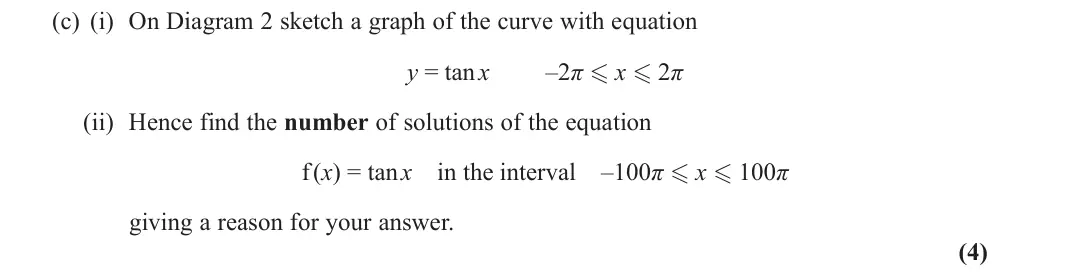 (c) (i) On Diagram 2 sketch a graph of the curve with equation
y = tan x −2π ⩽ x ⩽ 2π
(ii) Hence find the number of solutions of the equation
f(x) = tan x in the interval −100π ⩽ x ⩽ 100π
giving a reason for your answer.
(4)